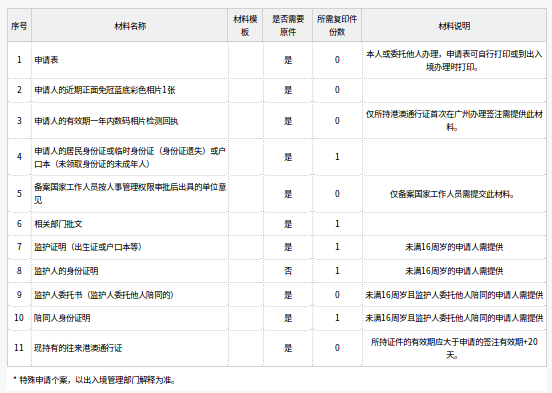 序号 材料名称 材料模板 是否需要原件 所需复印件份数 材料说明
1 申请表 是 0 本人或委托他人办理，申请表可自行打印或到出入境办理时打印。
2 申请人的近期正面免冠蓝底彩色相片1张 是 0
3 申请人的有效期一年内数码相片检测回执 是 0 仅所持港澳通行证首次在广州办理签注需提供此材料。
4 申请人的居民身份证或临时身份证（身份证遗失）或户口本（未领取身份证的未成年人） 是 1
5 备案国家工作人员按人事管理权限审批后出具的单位意见 是 0 仅备案国家工作人员需提交此材料。
6 相关部门批文 是 1
7 监护证明（出生证或户口本等） 是 1 未满16周岁的申请人需提供
8 监护人的身份证明 否 1 未满16周岁的申请人需提供
9 监护人委托书（监护人委托他人陪同的） 是 0 未满16周岁且监护人委托他人陪同的申请人需提供
10 陪同人身份证明 是 1 未满16周岁且监护人委托他人陪同的申请人需提供
11 现持有的往来港澳通行证 是 0 所持证件的有效期应大于申请的签注有效期+20天。
* 特殊申请个案，以出入境管理部门解释为准。